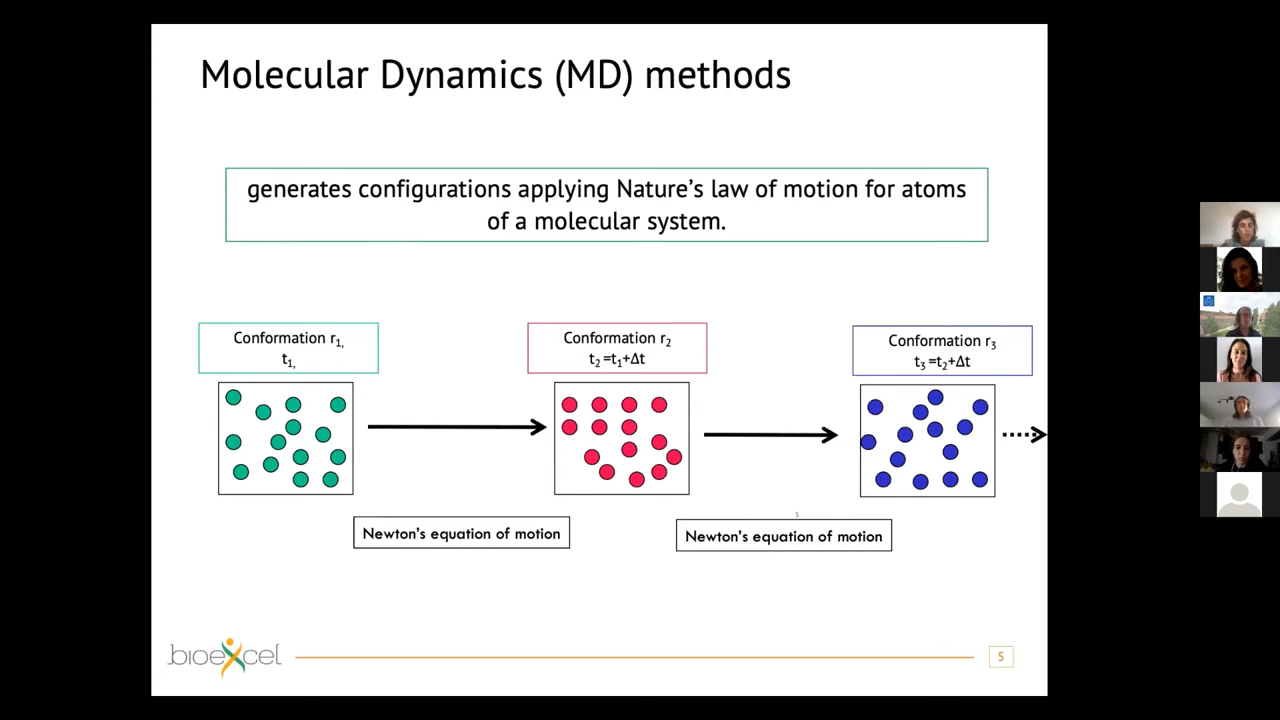 Molecular Dynamics (MD) methods
generates configurations applying Nature's law of motion for atoms
of a molecular system.
Conformation r1,
t1,
Conformation r2
t2 =t1+Δt
Conformation r3
t3 =t2+Δt
5
Newton's equation of motion
Newton's equation of motion
bioexcel
5